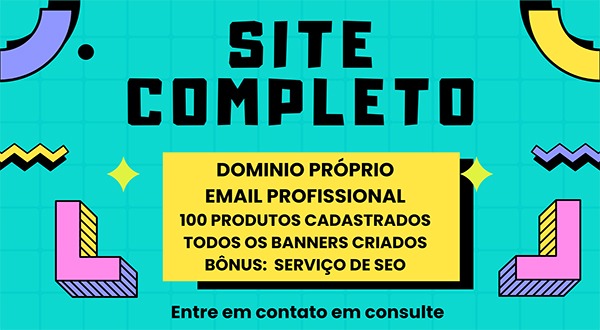 SITE
COMPLETO
DOMINIO PRÓPRIO
EMAIL PROFISSIONAL
100 PRODUTOS CADASTRADOS
TODOS OS BANNERS CRIADOS
BÔNUS: SERVIÇO DE SEO
Entre em contato em consulte